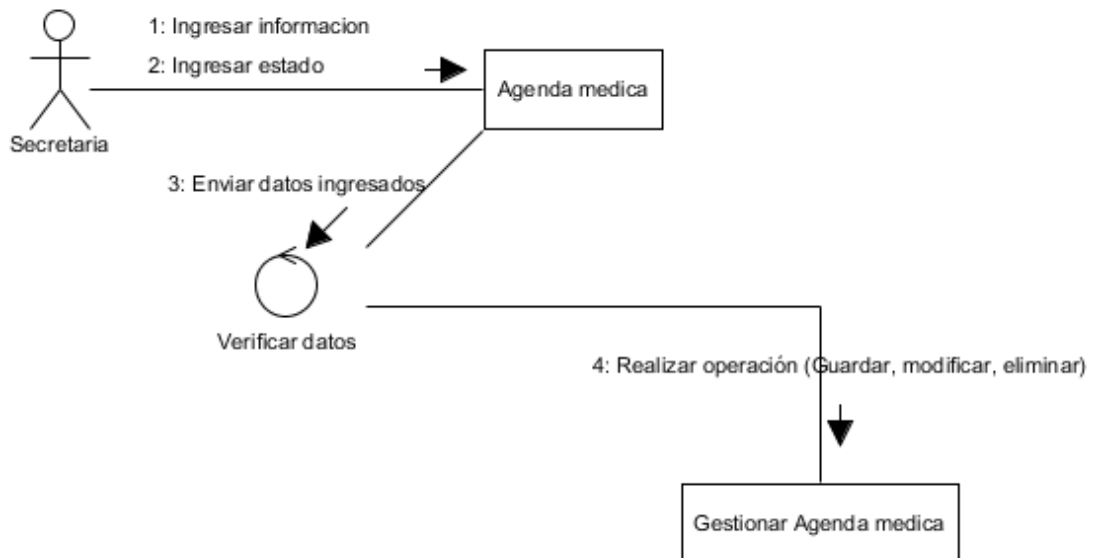 1: Ingresar informacion
2: Ingresar estado
Agenda medica
Secretaria
3: Enviar datos ingresados
Verificar datos
4: Realizar operación (Guardar, modificar, eliminar)
Gestionar Agenda medica